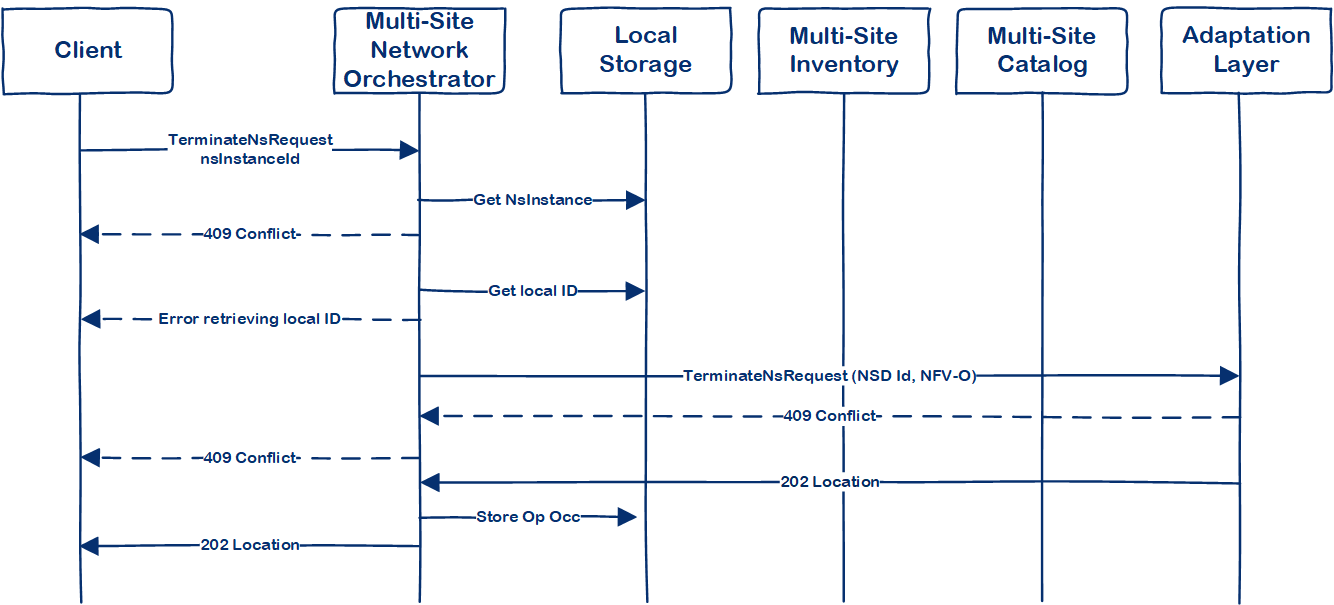 Client
Multi-Site
Network
Orchestrator
Local
Storage
Multi-Site
Inventory
Multi-Site
Catalog
Adaptation
Layer
TerminateNsRequest
nsInstanceId
Get NsInstance
409 Conflict
Get local ID
Error retrieving local ID
TerminateNsRequest (NSD Id, NFV-O)
409 Conflict
409 Conflict
202 Location
Store Op Occ
202 Location